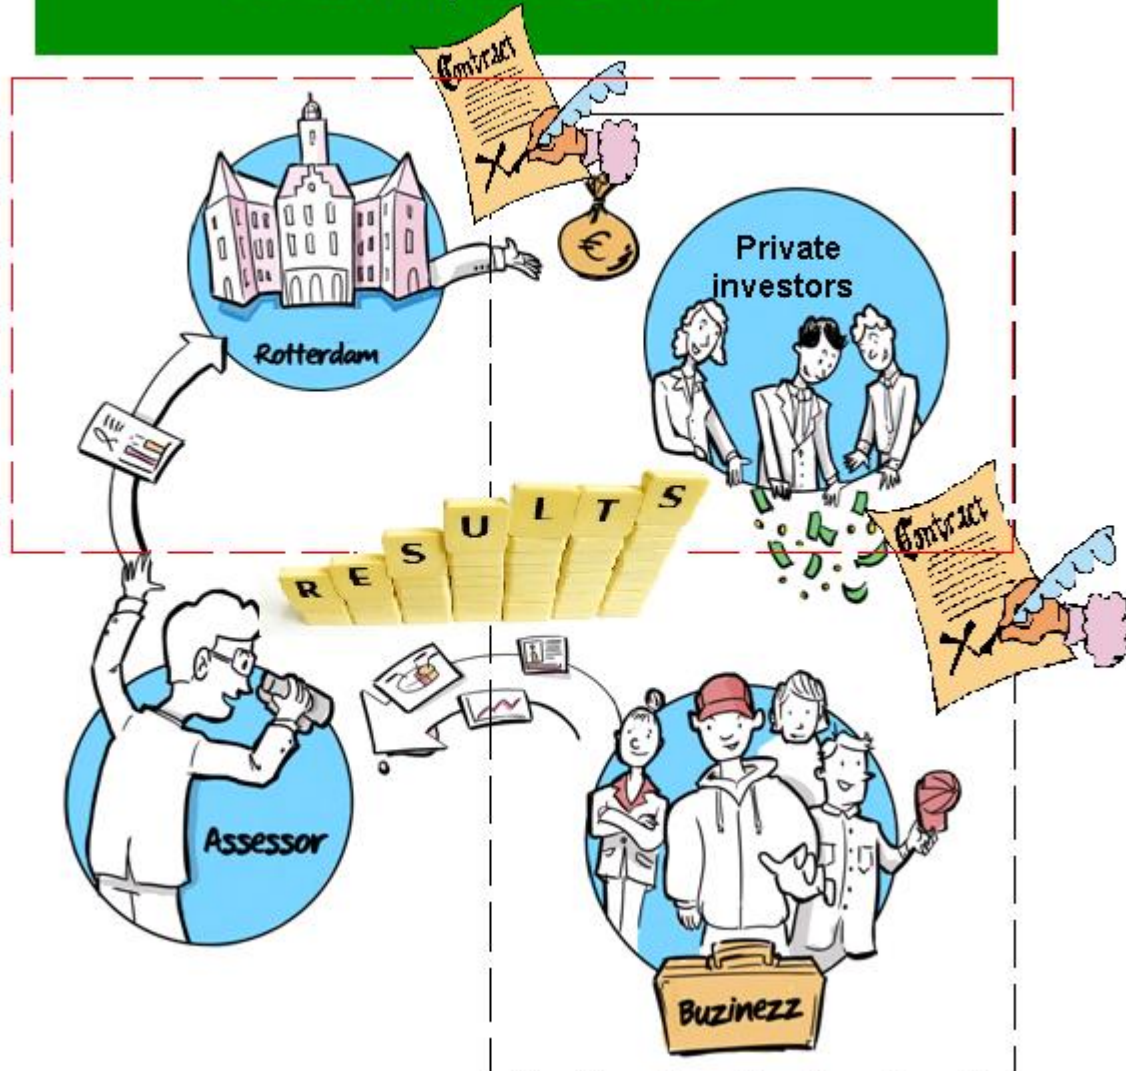 Contract
Private
investors
€
Rotterdam
RESULTS
Contract
Assessor
Buzinezz